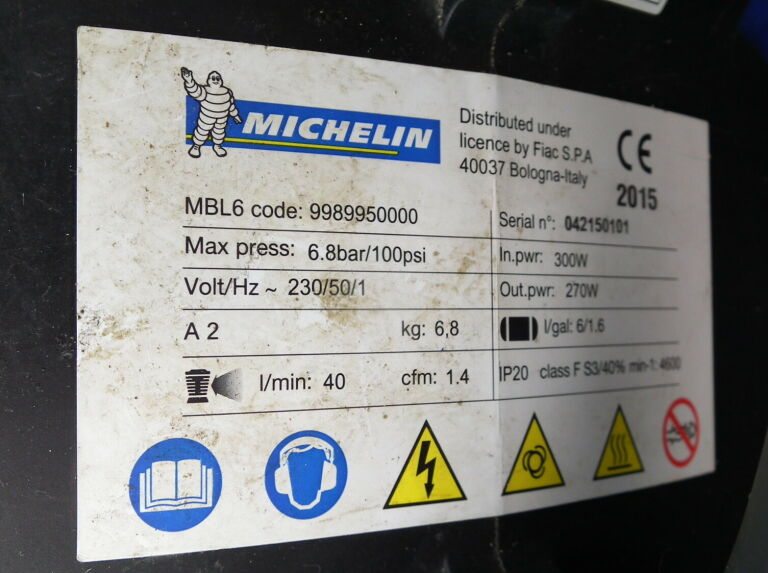 MICHELIN
Distributed under
licence by Fiac S.P.A
40037 Bologna-Italy
CE
2015
MBL6 code: 9989950000
Serial n°: 042150101
Max press: 6.8bar/100psi
In.pwr: 300W
Volt/Hz ~ 230/50/1
Out.pwr: 270W
A 2 kg: 6,8
l/gal: 6/1.6
l/min: 40 cfm: 1.4
IP20 class F S3/40% min-1: 4600